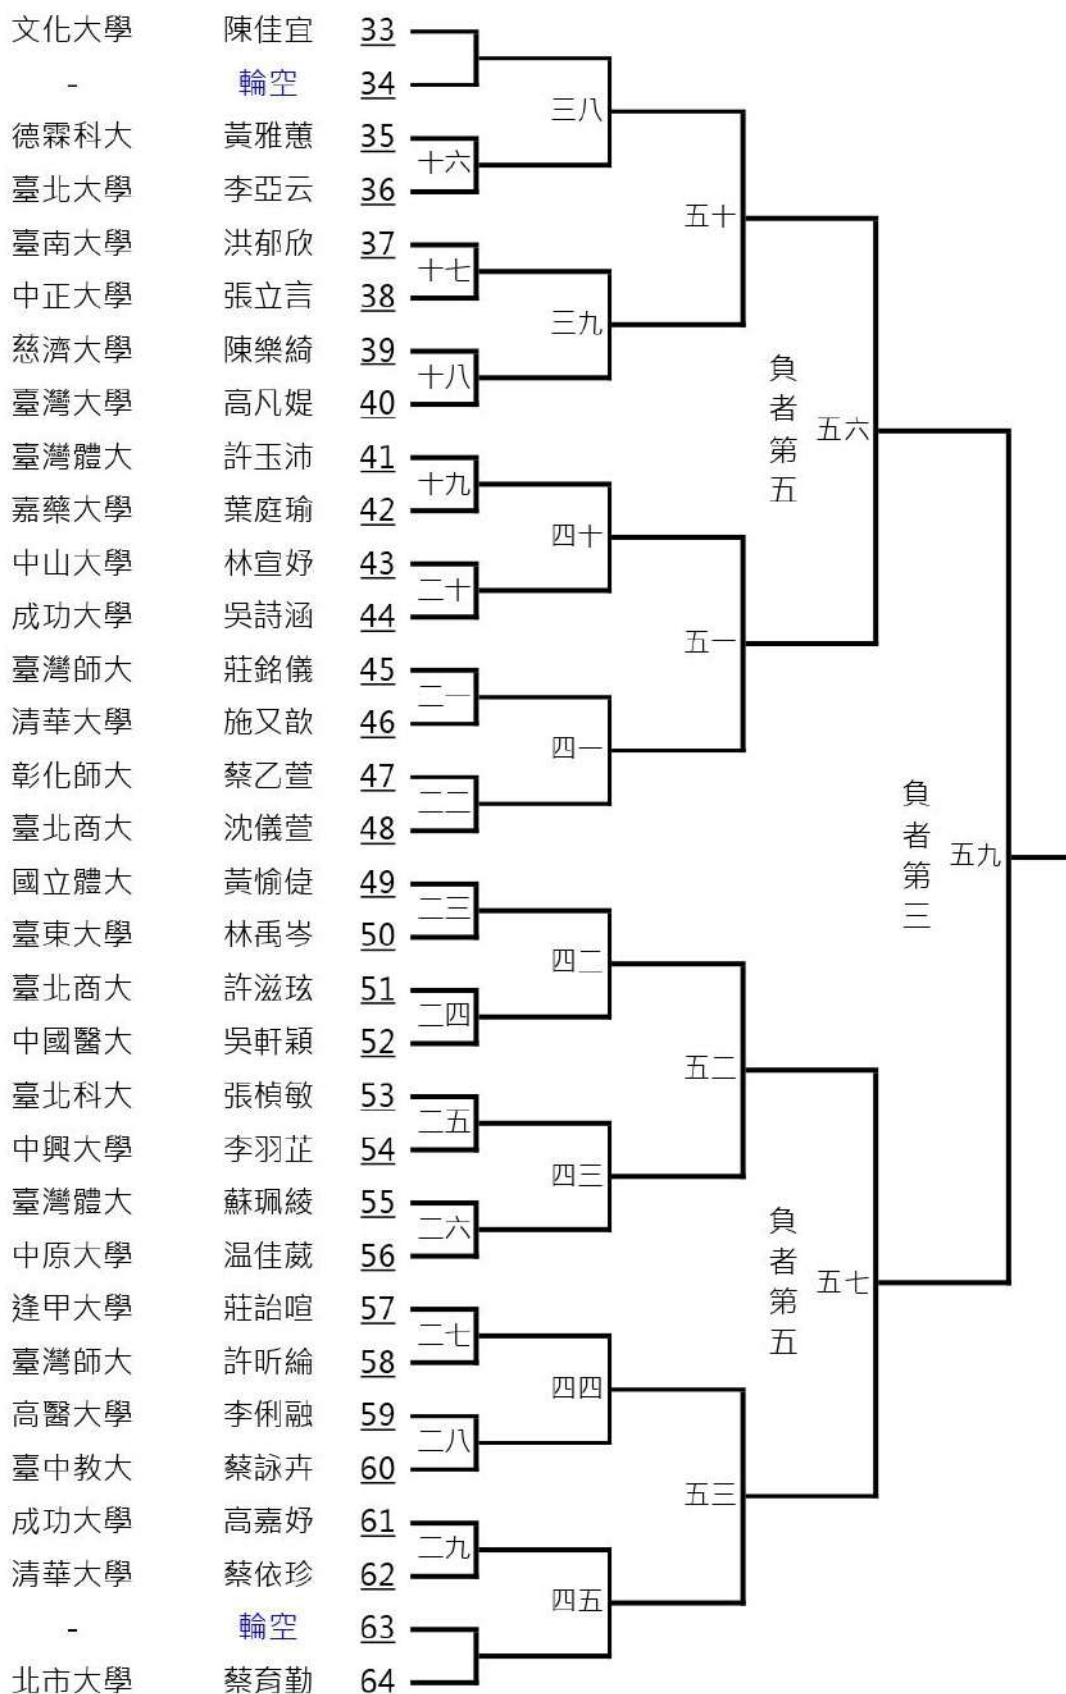 文化大學 陳佳宜 33
- 輪空 34
三八
德霖科大 黃雅蕙 35
十六
臺北大學 李亞云 36
五十
臺南大學 洪郁欣 37
十七
中正大學 張立言 38
三九
慈濟大學 陳樂綺 39
十八
臺灣大學 高凡媞 40
負者第五
五六
臺灣體大 許玉沛 41
十九
嘉藥大學 葉庭瑜 42
四十
中山大學 林宣妤 43
二十
成功大學 吳詩涵 44
五一
臺灣師大 莊銘儀 45
二一
清華大學 施又歆 46
四一
彰化師大 蔡乙萱 47
二二
臺北商大 沈儀萱 48
負者第三
五九
國立體大 黃愉偼 49
二三
臺東大學 林禹岑 50
四二
臺北商大 許滋玹 51
二四
中國醫大 吳軒穎 52
五二
臺北科大 張楨敏 53
二五
中興大學 李羽芷 54
四三
臺灣體大 蘇珮綾 55
二六
中原大學 温佳葳 56
負者第五
五七
逢甲大學 莊詒喧 57
二七
臺灣師大 許昕綸 58
四四
高醫大學 李俐融 59
二八
臺中教大 蔡詠卉 60
五三
成功大學 高嘉妤 61
二九
清華大學 蔡依珍 62
四五
- 輪空 63
北市大學 蔡育勤 64